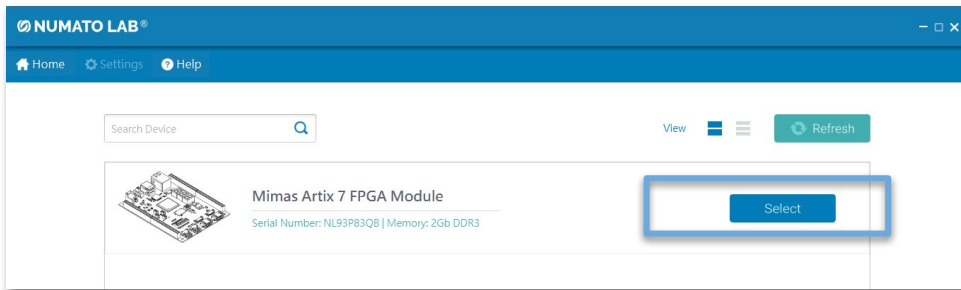 NUMATO LAB®
Home Settings Help
Search Device View Refresh
Mimas Artix 7 FPGA Module
Select
Serial Number: NL93P83Q8 | Memory: 2Gb DDR3